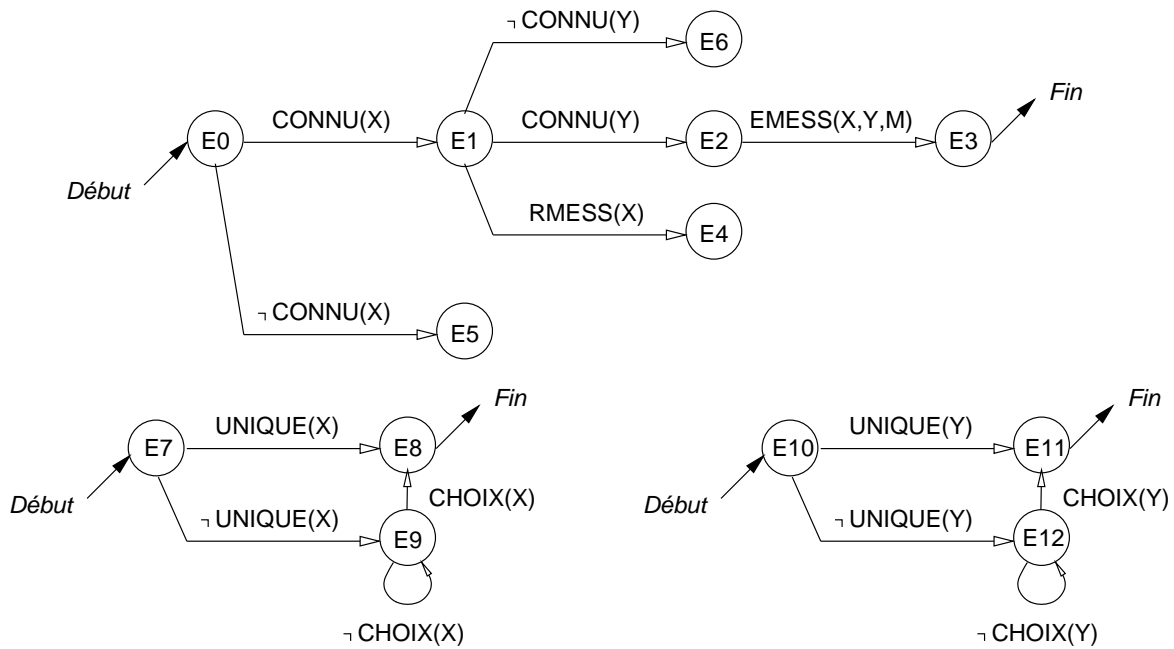 ¬ CONNU(Y)
E6
Fin
CONNU(X)
CONNU(Y)
EMESS(X,Y,M)
E0
E1
E2
E3
Début
RMESS(X)
E4
¬ CONNU(X)
E5
Fin
UNIQUE(X)
E7
E8
Début
CHOIX(X)
¬ UNIQUE(X)
E9
¬ CHOIX(X)
Fin
UNIQUE(Y)
E10
E11
Début
CHOIX(Y)
¬ UNIQUE(Y)
E12
¬ CHOIX(Y)